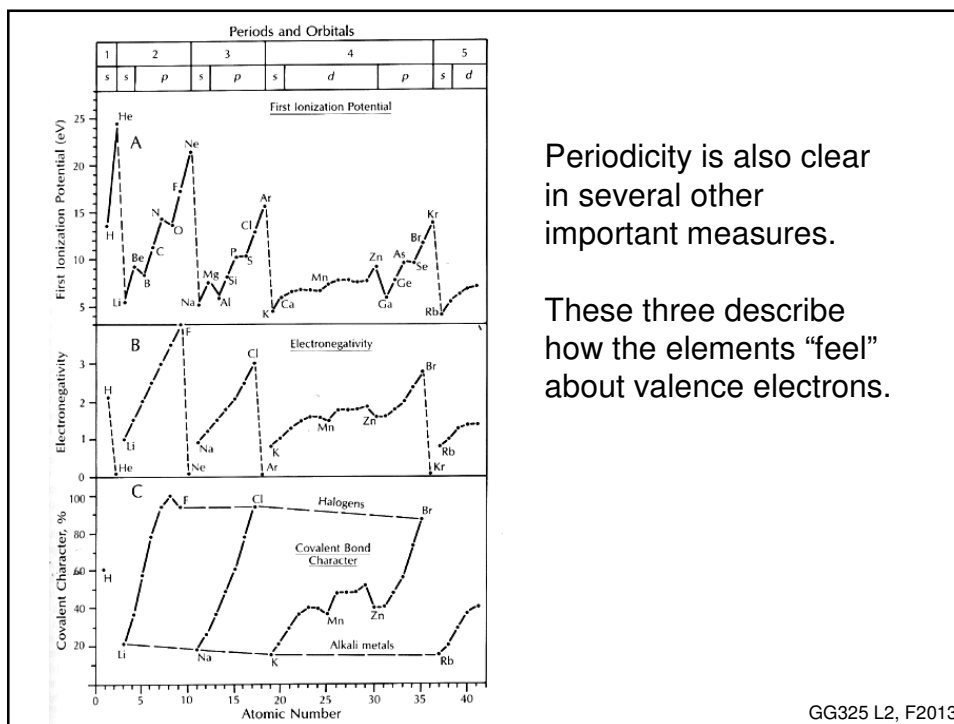 Periods and Orbitals
1 2 3 4 5
s s p s p s d p s d
First Ionization Potential
First Ionization Potential (eV)
25
20
15
10
5
A
H
He
Li
Be
B
C
N
O
F
Ne
Na
Mg
Al
Si
P
S
Cl
Ar
K
Ca
Mn
Zn
Ga
Ge
As
Se
Br
Kr
Rb
B
Electronegativity
Electronegativity
3
2
1
0
H
He
Li
F
Ne
Na
Cl
Ar
K
Mn
Zn
Br
Kr
Rb
C
Covalent Character, %
100
80
60
40
20
H
Li
F
Halogens
Na
Cl
Covalent Bond
Character
K
Mn
Zn
Br
Alkali metals
Rb
0 5 10 15 20 25 30 35 40
Atomic Number
Periodicity is also clear
in several other
important measures.
These three describe
how the elements “feel”
about valence electrons.
GG325 L2, F2013